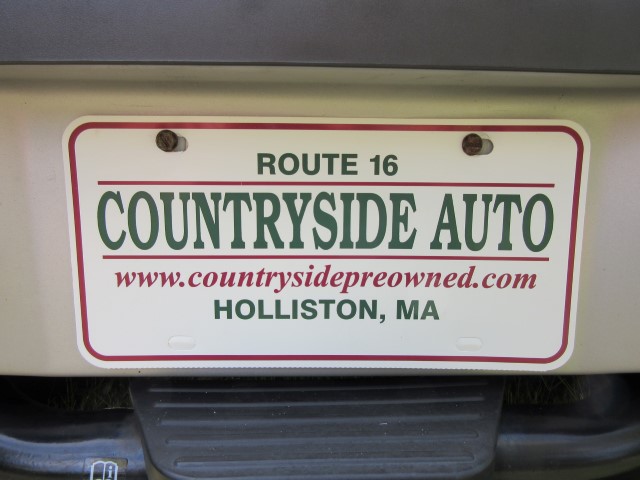 ROUTE 16
COUNTRYSIDE AUTO
www.countrysidepreowned.com
HOLLISTON, MA